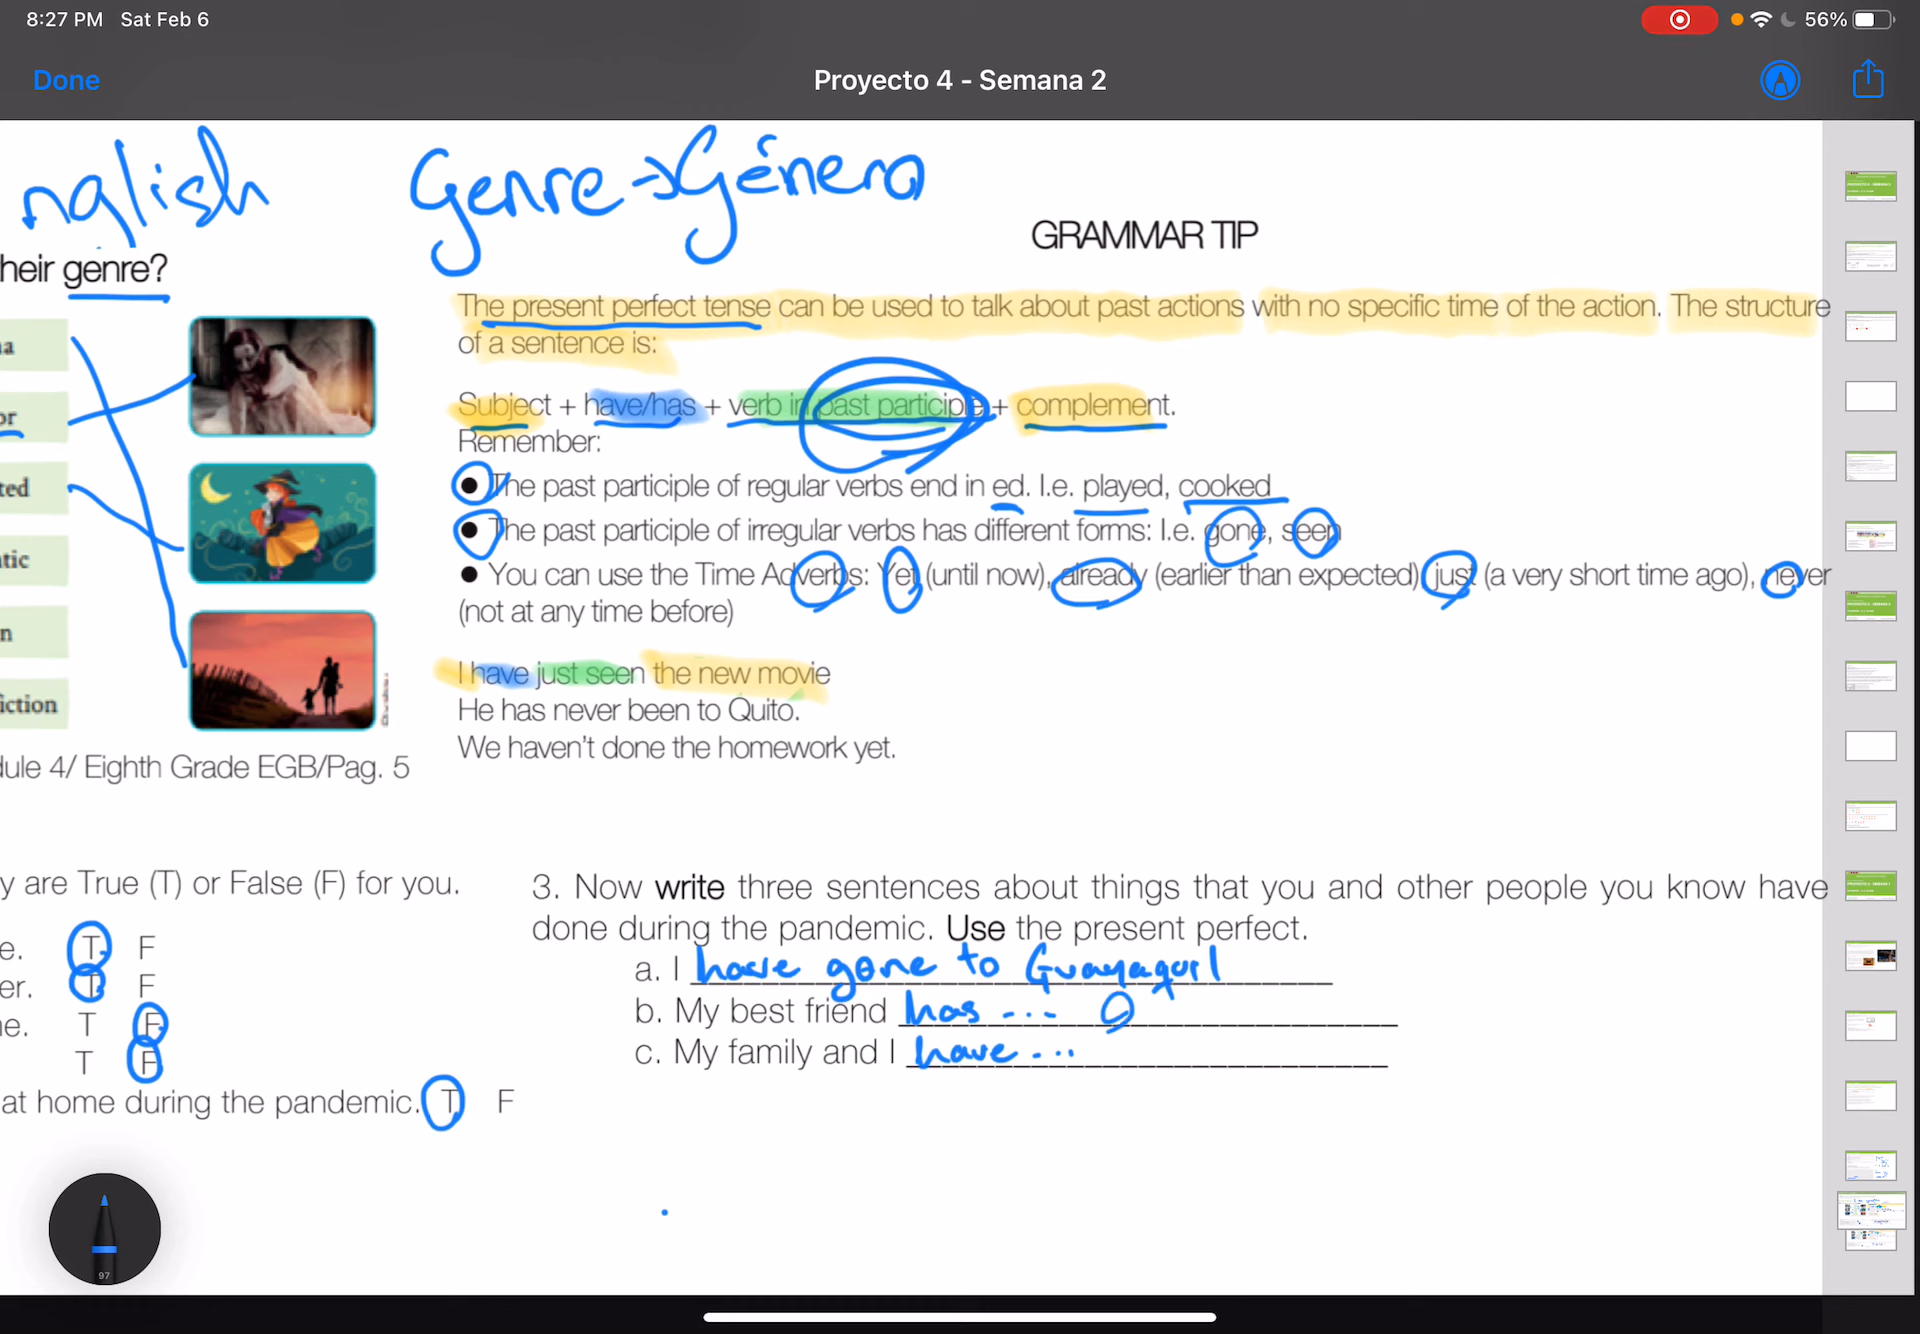 8:27 PM Sat Feb 6
56%
Done
Proyecto 4 - Semana 2
nglish
Genre → Género
heir genre?
GRAMMAR TIP
The present perfect tense can be used to talk about past actions with no specific time of the action. The structure
of a sentence is:
Subject + have/has + verb in past participle + complement.
Remember:
● The past participle of regular verbs end in ed. I.e. played, cooked
● The past participle of irregular verbs has different forms: I.e. gone, seen
● You can use the Time Adverbs: Yet (until now), already (earlier than expected) just (a very short time ago), never
(not at any time before)
I have just seen the new movie
He has never been to Quito.
We haven't done the homework yet.
a
or
ted
tic
n
iction
dule 4/ Eighth Grade EGB/Pag. 5
y are True (T) or False (F) for you.
e. T F
er. T F
ne. T F
T F
at home during the pandemic. T F
3. Now write three sentences about things that you and other people you know have
done during the pandemic. Use the present perfect.
a. I have gone to Guayaquil
b. My best friend has ...
c. My family and I have ...
97